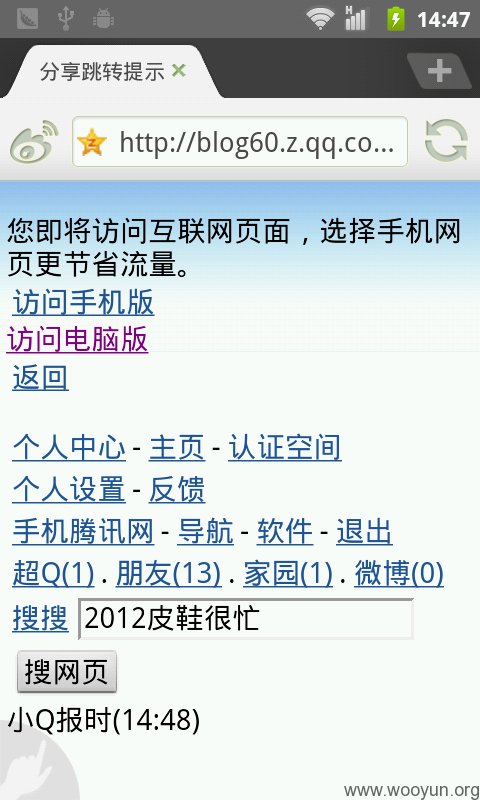 H
14:47
分享跳转提示
http://blog60.z.qq.co...
您即将访问互联网页面，选择手机网
页更节省流量。
访问手机版
访问电脑版
返回
个人中心 - 主页 - 认证空间
个人设置 - 反馈
手机腾讯网 - 导航 - 软件 - 退出
超Q(1) . 朋友(13) . 家园(1) . 微博(0)
搜搜 2012皮鞋很忙
搜网页
小Q报时(14:48)
www.wooyun.org